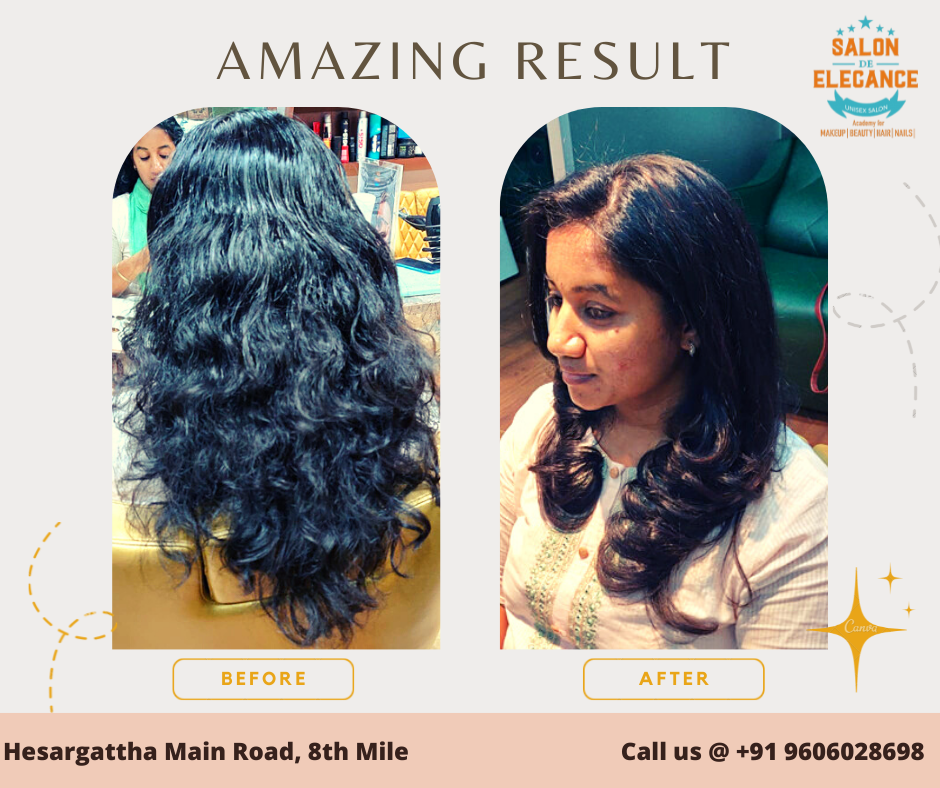 AMAZING RESULT
SALON
DE
ELEGANCE
UNISEX SALON
Academy for
MAKEUP | BEAUTY | HAIR | NAILS |
BEFORE
AFTER
Canva
Hesargattha Main Road, 8th Mile
Call us @ +91 9606028698